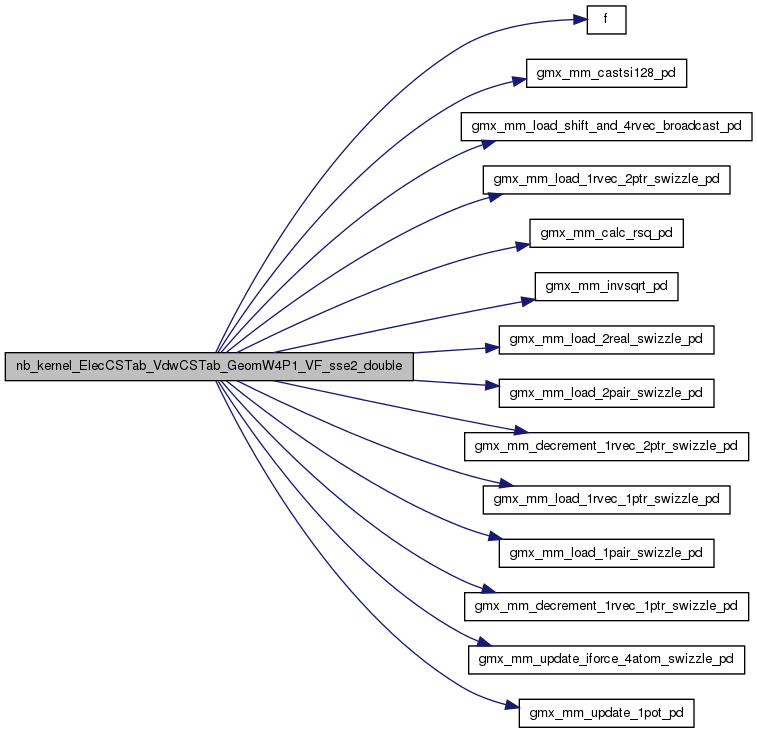 f
gmx_mm_castsi128_pd
gmx_mm_load_shift_and_4rvec_broadcast_pd
gmx_mm_load_1rvec_2ptr_swizzle_pd
gmx_mm_calc_rsq_pd
gmx_mm_invsqrt_pd
gmx_mm_load_2real_swizzle_pd
nb_kernel_ElecCSTab_VdwCSTab_GeomW4P1_VF_sse2_double
gmx_mm_load_2pair_swizzle_pd
gmx_mm_decrement_1rvec_2ptr_swizzle_pd
gmx_mm_load_1rvec_1ptr_swizzle_pd
gmx_mm_load_1pair_swizzle_pd
gmx_mm_decrement_1rvec_1ptr_swizzle_pd
gmx_mm_update_iforce_4atom_swizzle_pd
gmx_mm_update_1pot_pd